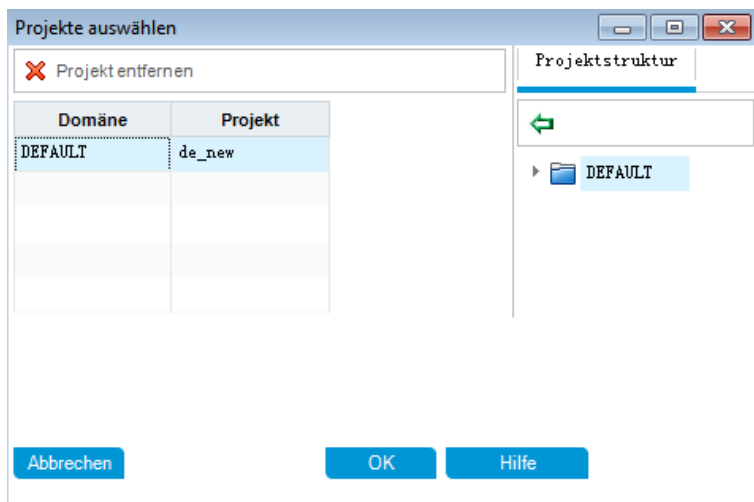 Projekte auswählen
Projekt entfernen
Projektstruktur
Domäne Projekt
DEFAULT de_new
DEFAULT
Abbrechen OK Hilfe